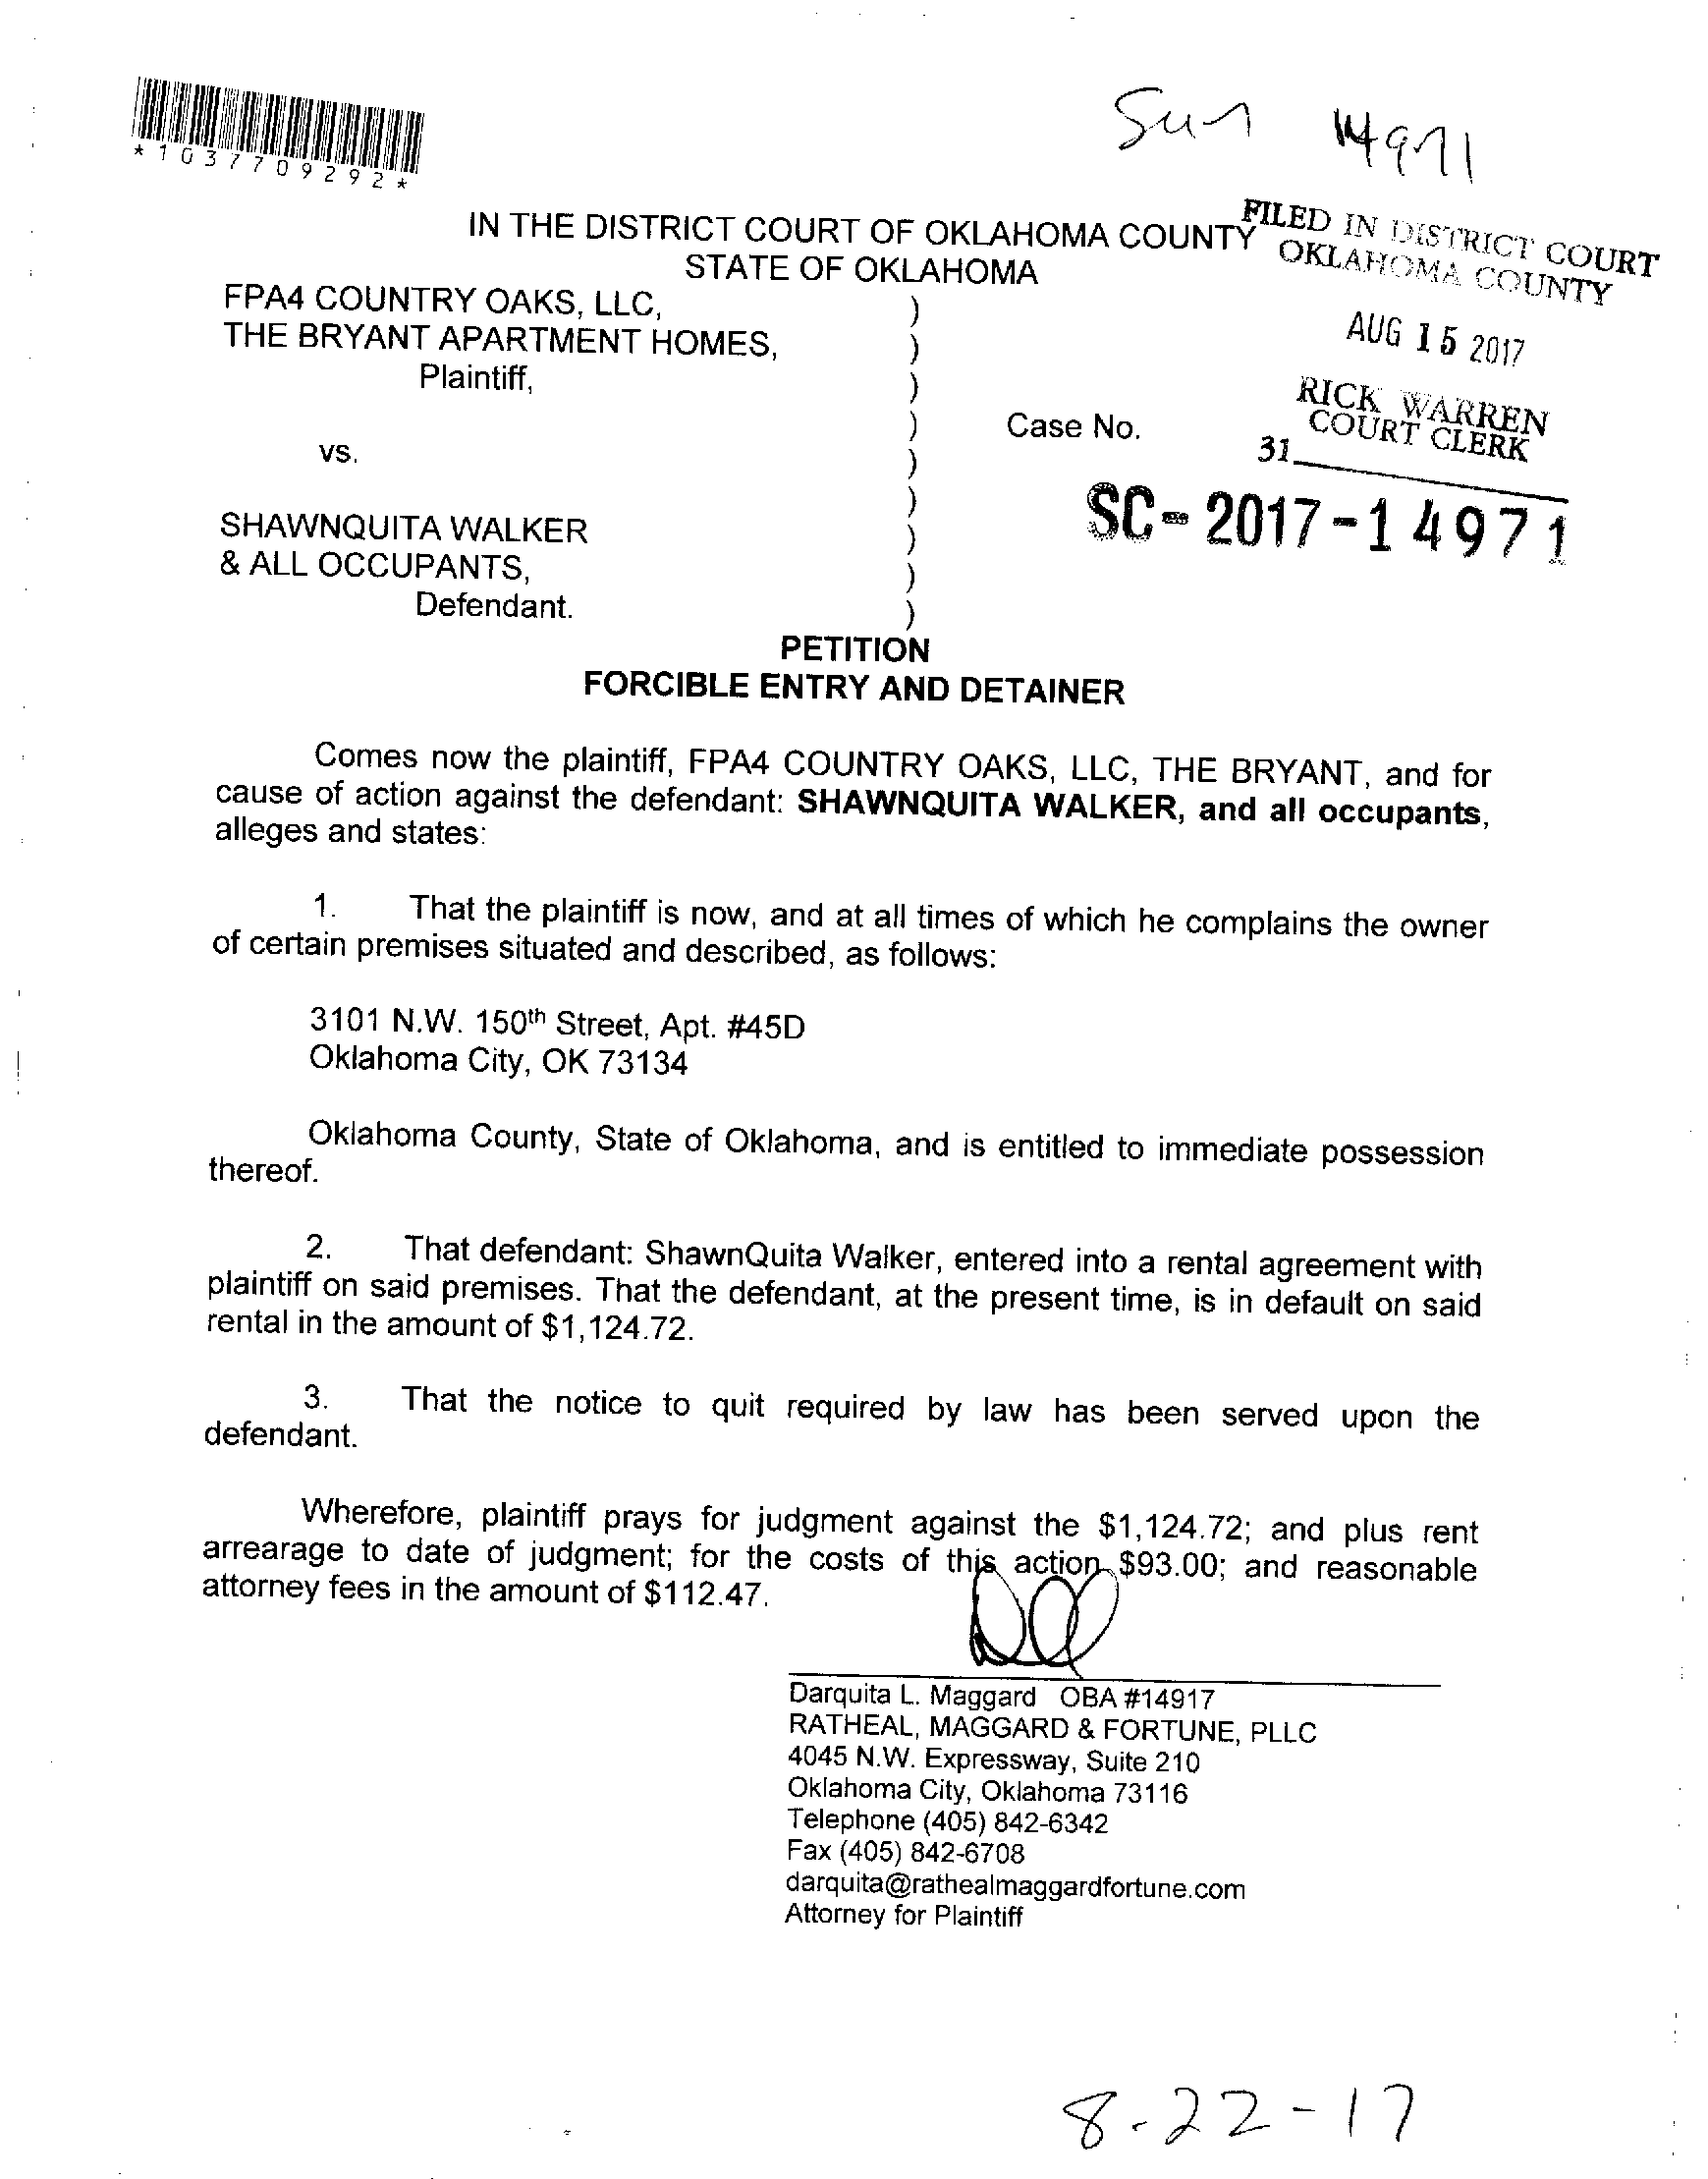 *1037709292*
Sun 14971
IN THE DISTRICT COURT OF OKLAHOMA COUNTY
STATE OF OKLAHOMA
FILED IN DISTRICT COURT
OKLAHOMA COUNTY
AUG 15 2017
RICK WARREN
COURT CLERK
31
FPA4 COUNTRY OAKS, LLC, )
THE BRYANT APARTMENT HOMES, )
Plaintiff, )
) Case No.
vs. )
) SC-2017-14971
SHAWNQUITA WALKER )
& ALL OCCUPANTS, )
Defendant. )
PETITION
FORCIBLE ENTRY AND DETAINER
Comes now the plaintiff, FPA4 COUNTRY OAKS, LLC, THE BRYANT, and for
cause of action against the defendant: SHAWNQUITA WALKER, and all occupants,
alleges and states:
1. That the plaintiff is now, and at all times of which he complains the owner
of certain premises situated and described, as follows:
3101 N.W. 150th Street, Apt. #45D
Oklahoma City, OK 73134
Oklahoma County, State of Oklahoma, and is entitled to immediate possession
thereof.
2. That defendant: ShawnQuita Walker, entered into a rental agreement with
plaintiff on said premises. That the defendant, at the present time, is in default on said
rental in the amount of $1,124.72.
3. That the notice to quit required by law has been served upon the
defendant.
Wherefore, plaintiff prays for judgment against the $1,124.72; and plus rent
arrearage to date of judgment; for the costs of this action $93.00; and reasonable
attorney fees in the amount of $112.47.
Darquita L. Maggard OBA #14917
RATHEAL, MAGGARD & FORTUNE, PLLC
4045 N.W. Expressway, Suite 210
Oklahoma City, Oklahoma 73116
Telephone (405) 842-6342
Fax (405) 842-6708
darquita@rathealmaggardfortune.com
Attorney for Plaintiff
8-22-17